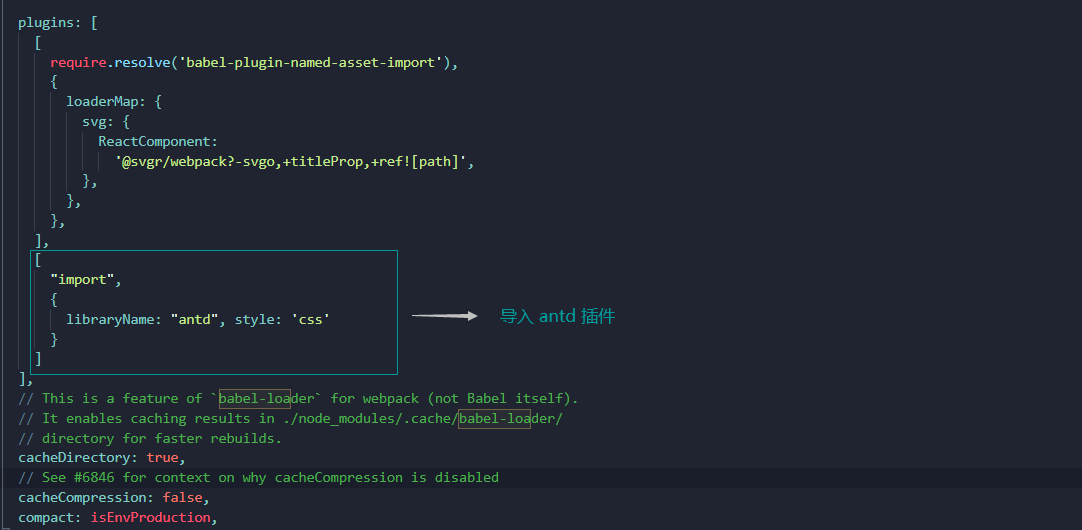 plugins: [
[
require.resolve('babel-plugin-named-asset-import'),
{
loaderMap: {
svg: {
ReactComponent:
'@svgr/webpack?-svgo,+titleProp,+ref![path]',
},
},
},
],
[
"import",
{
libraryName: "antd", style: 'css'
}
]
导入 antd 插件
],
// This is a feature of `babel-loader` for webpack (not Babel itself).
// It enables caching results in ./node_modules/.cache/babel-loader/
// directory for faster rebuilds.
cacheDirectory: true,
// See #6846 for context on why cacheCompression is disabled
cacheCompression: false,
compact: isEnvProduction,